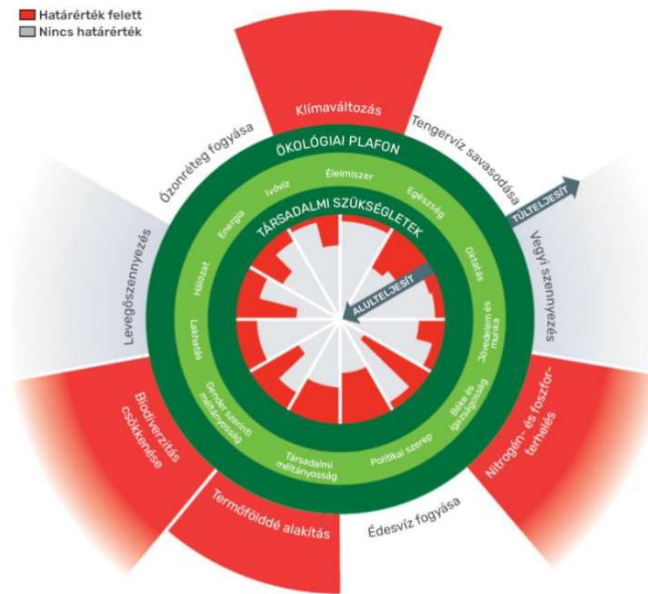 Határérték felett
Nincs határérték
Klímaváltozás
Ózonréteg fogyása
Tengervíz savasodása
ÖKOLÓGIAI PLAFON
Élelmiszer
Ivóvíz
Egészség
Energia
TÁRSADALMI SZÜKSÉGLETEK
TÚLTELJESÍT
Oktatás
Hálózat
ALULTELJESÍT
Levegőszennyezés
Vegyi szennyezés
Lakhatás
Jövedelem és
munka
Gender szerinti
méltányosság
Béke és
igazságosság
Biodiverzitás
csökkenése
Nitrogén- és foszfor-
terhelés
Társadalmi
méltányosság
Politikai szerep
Termőfölddé alakítás
Édesvíz fogyása